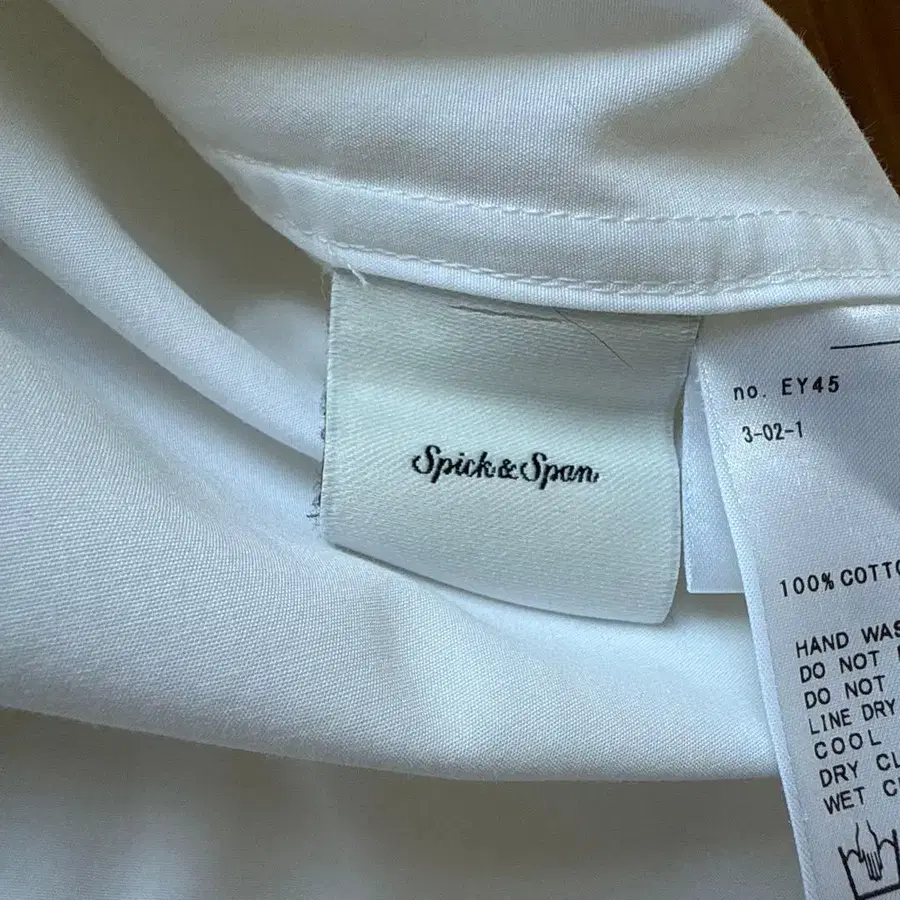 Spick & Span
no. EY45
3-02-1
100% COTTO
HAND WAS
DO NOT
DO NOT
LINE DRY
COOL
DRY CL
WET C